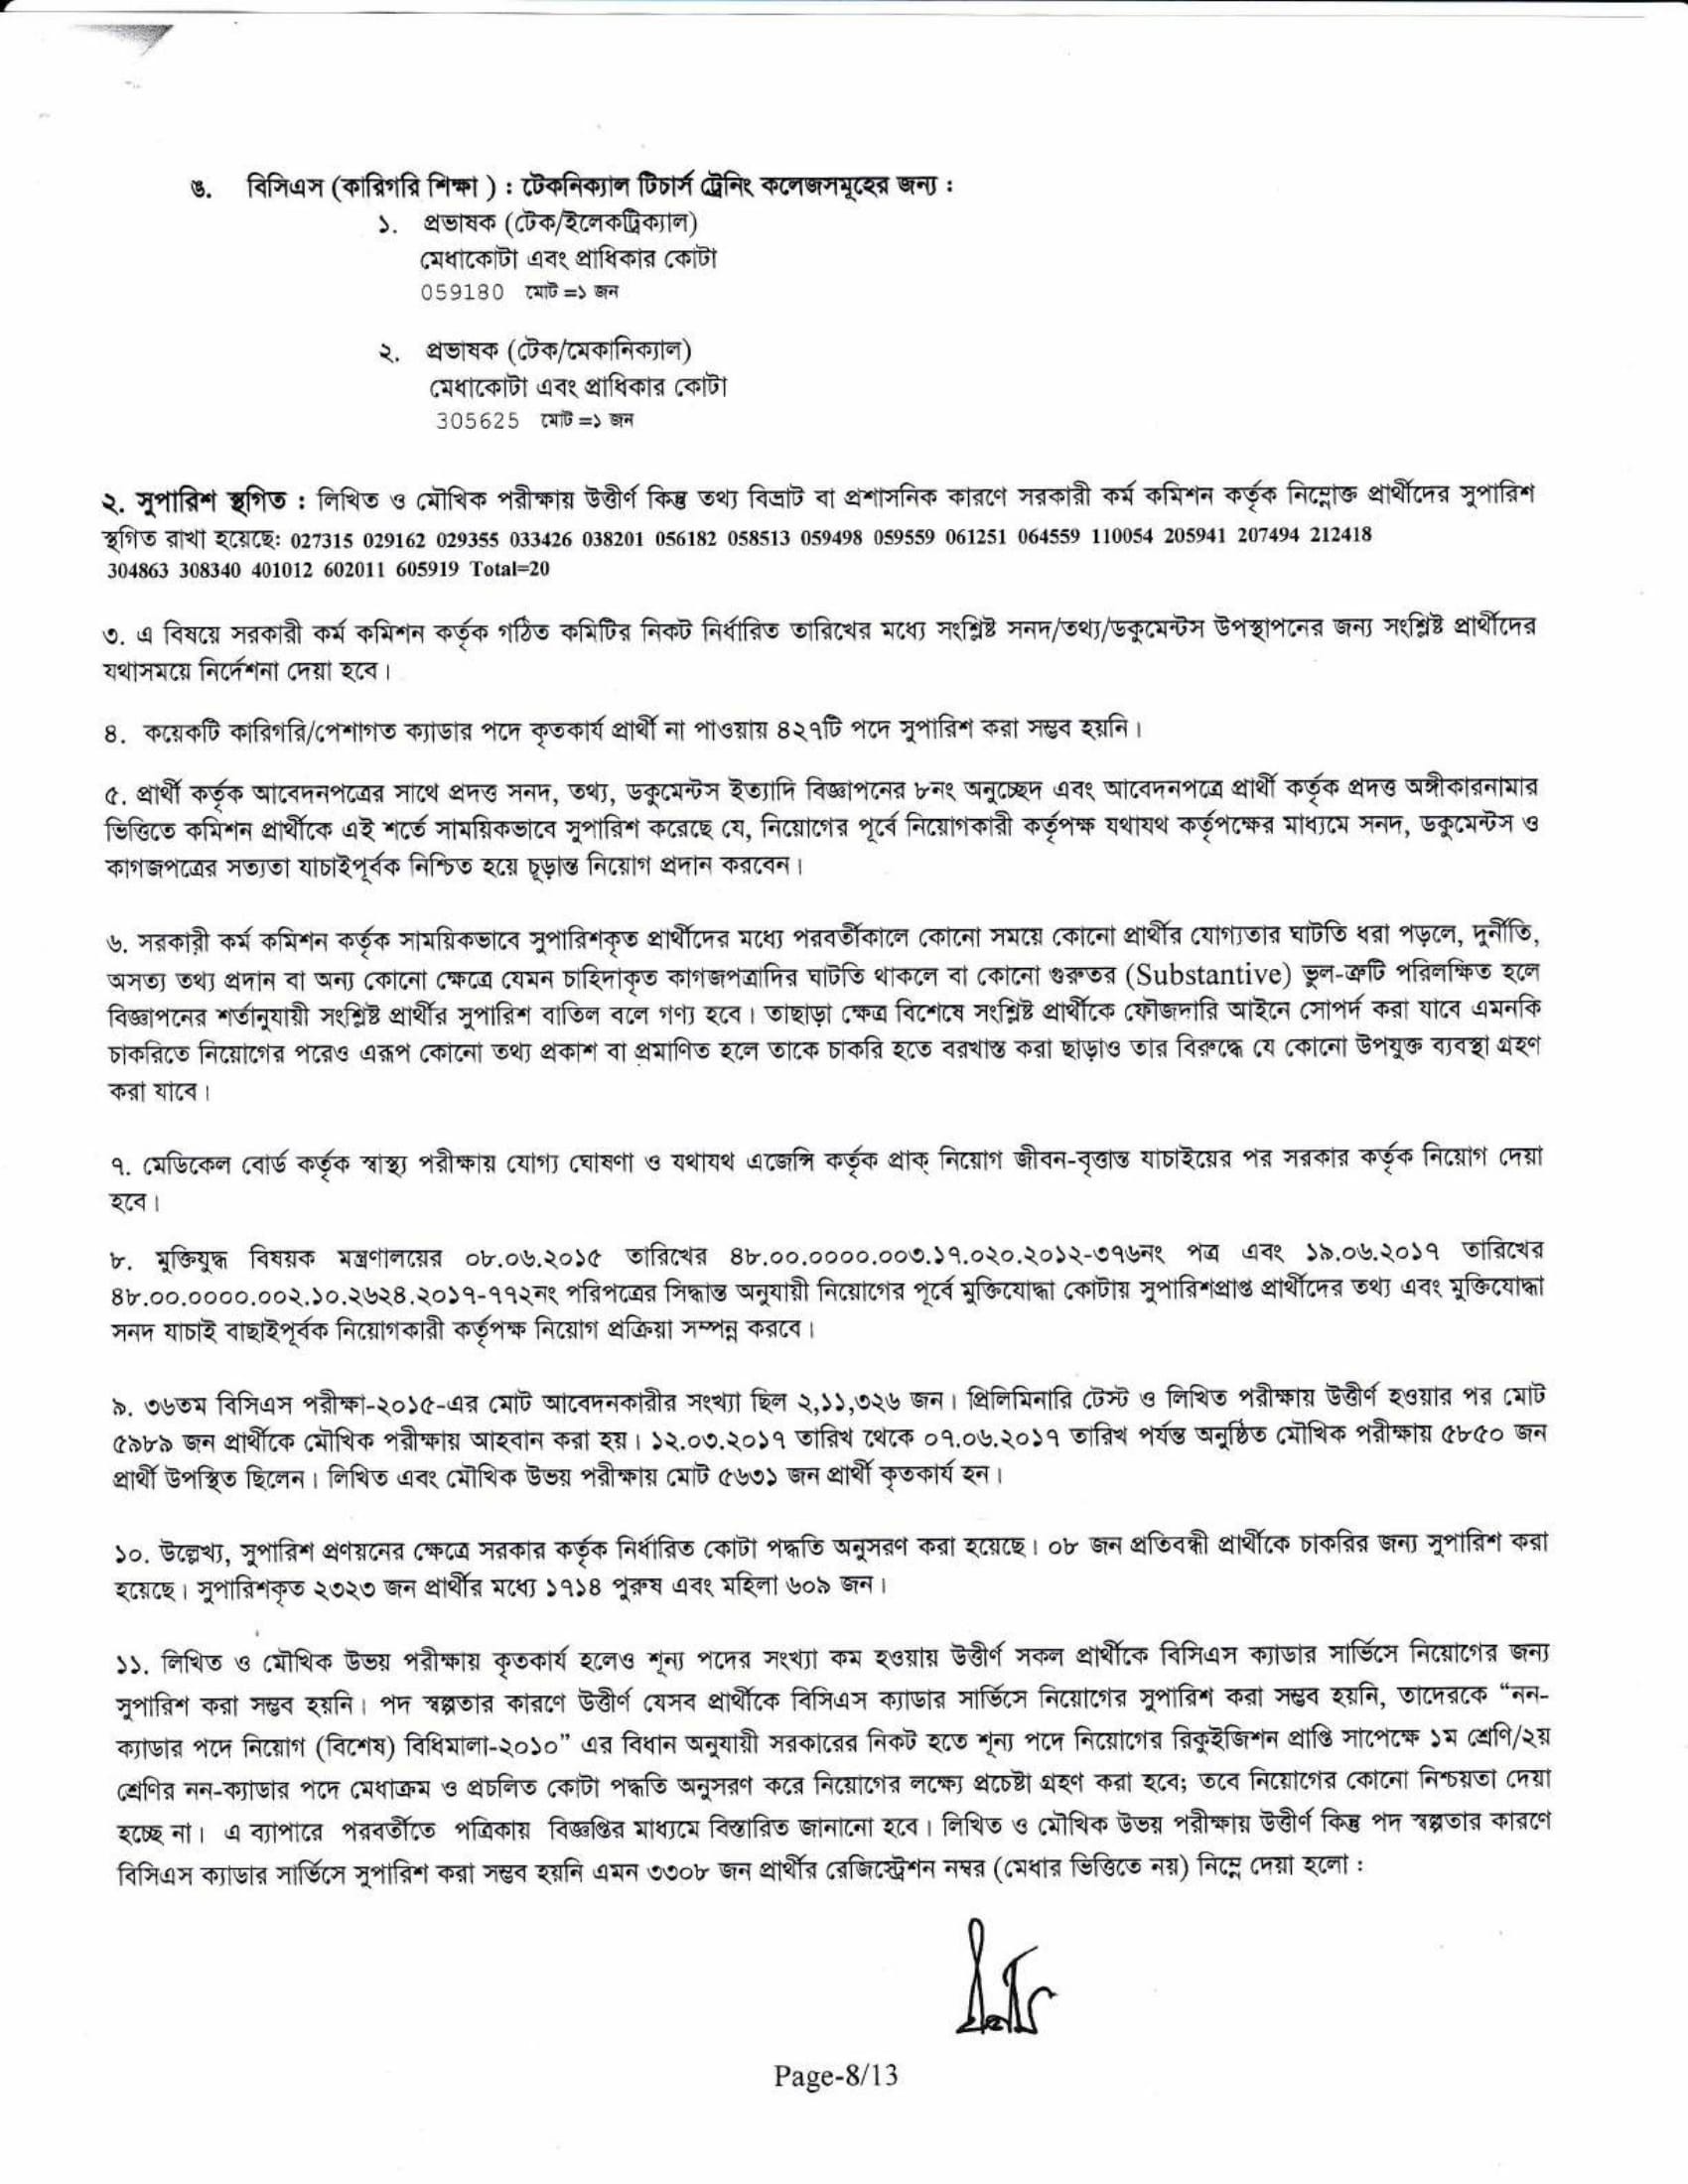 ঙ. বিসিএস (কারিগরি শিক্ষা ) : টেকনিক্যাল টিচার্স ট্রেনিং কলেজসমূহের জন্য :
১. প্রভাষক (টেক/ইলেকট্রিক্যাল)
মেধাকোটা এবং প্রাধিকার কোটা
059180 মোট =১ জন
২. প্রভাষক (টেক/মেকানিক্যাল)
মেধাকোটা এবং প্রাধিকার কোটা
305625 মোট =১ জন
২. সুপারিশ স্থগিত : লিখিত ও মৌখিক পরীক্ষায় উত্তীর্ণ কিন্তু তথ্য বিভ্রাট বা প্রশাসনিক কারণে সরকারী কর্ম কমিশন কর্তৃক নিম্নোক্ত প্রার্থীদের সুপারিশ
স্থগিত রাখা হয়েছে: 027315 029162 029355 033426 038201 056182 058513 059498 059559 061251 064559 110054 205941 207494 212418
304863 308340 401012 602011 605919 Total=20
৩. এ বিষয়ে সরকারী কর্ম কমিশন কর্তৃক গঠিত কমিটির নিকট নির্ধারিত তারিখের মধ্যে সংশ্লিষ্ট সনদ/তথ্য/ডকুমেন্টস উপস্থাপনের জন্য সংশ্লিষ্ট প্রার্থীদের
যথাসময়ে নির্দেশনা দেয়া হবে।
৪. কয়েকটি কারিগরি/পেশাগত ক্যাডার পদে কৃতকার্য প্রার্থী না পাওয়ায় ৪২৭টি পদে সুপারিশ করা সম্ভব হয়নি।
৫. প্রার্থী কর্তৃক আবেদনপত্রের সাথে প্রদত্ত সনদ, তথ্য, ডকুমেন্টস ইত্যাদি বিজ্ঞাপনের ৮নং অনুচ্ছেদ এবং আবেদনপত্রে প্রার্থী কর্তৃক প্রদত্ত অঙ্গীকারনামার
ভিত্তিতে কমিশন প্রার্থীকে এই শর্তে সাময়িকভাবে সুপারিশ করেছে যে, নিয়োগের পূর্বে নিয়োগকারী কর্তৃপক্ষ যথাযথ কর্তৃপক্ষের মাধ্যমে সনদ, ডকুমেন্টস ও
কাগজপত্রের সত্যতা যাচাইপূর্বক নিশ্চিত হয়ে চূড়ান্ত নিয়োগ প্রদান করবেন।
৬. সরকারী কর্ম কমিশন কর্তৃক সাময়িকভাবে সুপারিশকৃত প্রার্থীদের মধ্যে পরবর্তীকালে কোনো সময়ে কোনো প্রার্থীর যোগ্যতার ঘাটতি ধরা পড়লে, দুর্নীতি,
অসত্য তথ্য প্রদান বা অন্য কোনো ক্ষেত্রে যেমন চাহিদাকৃত কাগজপত্রাদির ঘাটতি থাকলে বা কোনো গুরুতর (Substantive) ভুল-ত্রুটি পরিলক্ষিত হলে
বিজ্ঞাপনের শর্তানুযায়ী সংশ্লিষ্ট প্রার্থীর সুপারিশ বাতিল বলে গণ্য হবে। তাছাড়া ক্ষেত্র বিশেষে সংশ্লিষ্ট প্রার্থীকে ফৌজদারি আইনে সোপর্দ করা যাবে এমনকি
চাকরিতে নিয়োগের পরেও এরূপ কোনো তথ্য প্রকাশ বা প্রমাণিত হলে তাকে চাকরি হতে বরখাস্ত করা ছাড়াও তার বিরুদ্ধে যে কোনো উপযুক্ত ব্যবস্থা গ্রহণ
করা যাবে।
৭. মেডিকেল বোর্ড কর্তৃক স্বাস্থ্য পরীক্ষায় যোগ্য ঘোষণা ও যথাযথ এজেন্সি কর্তৃক প্রাক্ নিয়োগ জীবন-বৃত্তান্ত যাচাইয়ের পর সরকার কর্তৃক নিয়োগ দেয়া
হবে।
৮. মুক্তিযুদ্ধ বিষয়ক মন্ত্রণালয়ের ০৮.০৬.২০১৫ তারিখের ৪৮.০০.০০০০.০০৩.১৭.০২০.২০১২-৩৭৬নং পত্র এবং ১৯.০৬.২০১৭ তারিখের
৪৮.০০.০০০০.০০২.১০.২৬২৪.২০১৭-৭৭২নং পরিপত্রের সিদ্ধান্ত অনুযায়ী নিয়োগের পূর্বে মুক্তিযোদ্ধা কোটায় সুপারিশপ্রাপ্ত প্রার্থীদের তথ্য এবং মুক্তিযোদ্ধা
সনদ যাচাই বাছাইপূর্বক নিয়োগকারী কর্তৃপক্ষ নিয়োগ প্রক্রিয়া সম্পন্ন করবে।
৯. ৩৬তম বিসিএস পরীক্ষা-২০১৫-এর মোট আবেদনকারীর সংখ্যা ছিল ২,১১,৩২৬ জন। প্রিলিমিনারি টেস্ট ও লিখিত পরীক্ষায় উত্তীর্ণ হওয়ার পর মোট
৫৯৮৯ জন প্রার্থীকে মৌখিক পরীক্ষায় আহবান করা হয়। ১২.০৩.২০১৭ তারিখ থেকে ০৭.০৬.২০১৭ তারিখ পর্যন্ত অনুষ্ঠিত মৌখিক পরীক্ষায় ৫৮৫০ জন
প্রার্থী উপস্থিত ছিলেন। লিখিত এবং মৌখিক উভয় পরীক্ষায় মোট ৫৬৩১ জন প্রার্থী কৃতকার্য হন।
১০. উল্লেখ্য, সুপারিশ প্রণয়নের ক্ষেত্রে সরকার কর্তৃক নির্ধারিত কোটা পদ্ধতি অনুসরণ করা হয়েছে। ০৮ জন প্রতিবন্ধী প্রার্থীকে চাকরির জন্য সুপারিশ করা
হয়েছে। সুপারিশকৃত ২৩২৩ জন প্রার্থীর মধ্যে ১৭১৪ পুরুষ এবং মহিলা ৬০৯ জন।
১১. লিখিত ও মৌখিক উভয় পরীক্ষায় কৃতকার্য হলেও শূন্য পদের সংখ্যা কম হওয়ায় উত্তীর্ণ সকল প্রার্থীকে বিসিএস ক্যাডার সার্ভিসে নিয়োগের জন্য
সুপারিশ করা সম্ভব হয়নি। পদ স্বল্পতার কারণে উত্তীর্ণ যেসব প্রার্থীকে বিসিএস ক্যাডার সার্ভিসে নিয়োগের সুপারিশ করা সম্ভব হয়নি, তাদেরকে “নন-
ক্যাডার পদে নিয়োগ (বিশেষ) বিধিমালা-২০১০” এর বিধান অনুযায়ী সরকারের নিকট হতে শূন্য পদে নিয়োগের রিকুইজিশন প্রাপ্তি সাপেক্ষে ১ম শ্রেণি/২য়
শ্রেণির নন-ক্যাডার পদে মেধাক্রম ও প্রচলিত কোটা পদ্ধতি অনুসরণ করে নিয়োগের লক্ষ্যে প্রচেষ্টা গ্রহণ করা হবে; তবে নিয়োগের কোনো নিশ্চয়তা দেয়া
হচ্ছে না। এ ব্যাপারে পরবর্তীতে পত্রিকায় বিজ্ঞপ্তির মাধ্যমে বিস্তারিত জানানো হবে। লিখিত ও মৌখিক উভয় পরীক্ষায় উত্তীর্ণ কিন্তু পদ স্বল্পতার কারণে
বিসিএস ক্যাডার সার্ভিসে সুপারিশ করা সম্ভব হয়নি এমন ৩৩০৮ জন প্রার্থীর রেজিস্ট্রেশন নম্বর (মেধার ভিত্তিতে নয়) নিম্নে দেয়া হলো :
Page-8/13